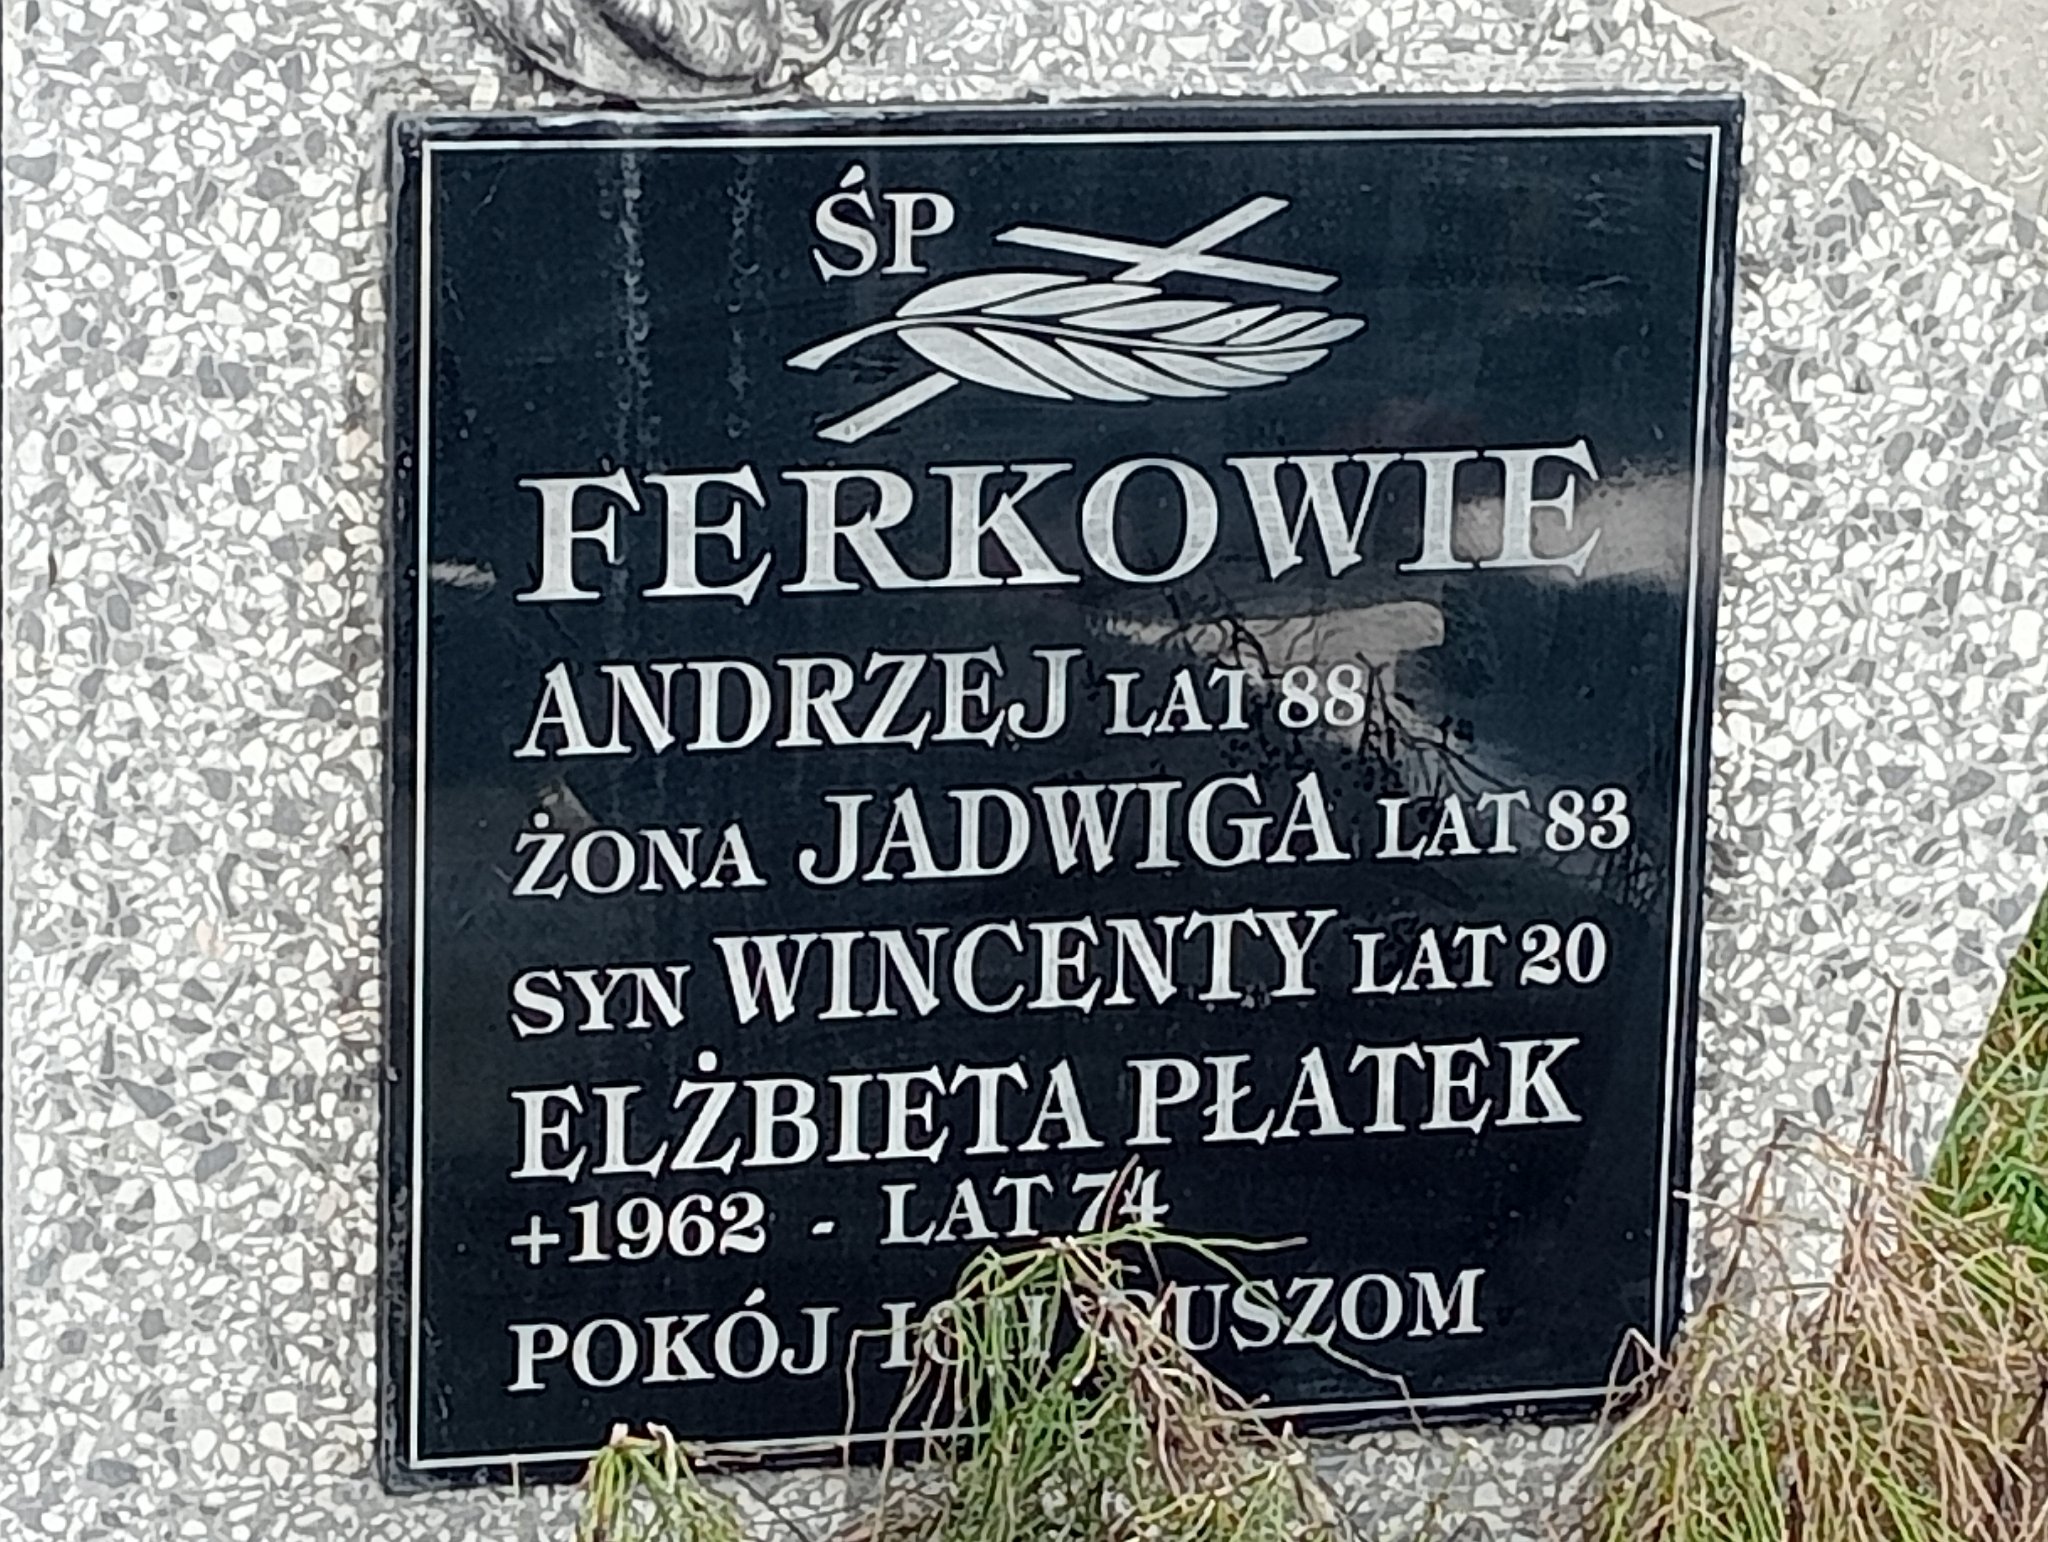 ŚP
FERKOWIE
ANDRZEJ LAT 88
ŻONA JADWIGA LAT 83
SYN WINCENTY LAT 20
ELŻBIETA PŁATEK
+1962 - LAT 74
POKÓJ ICH DUSZOM